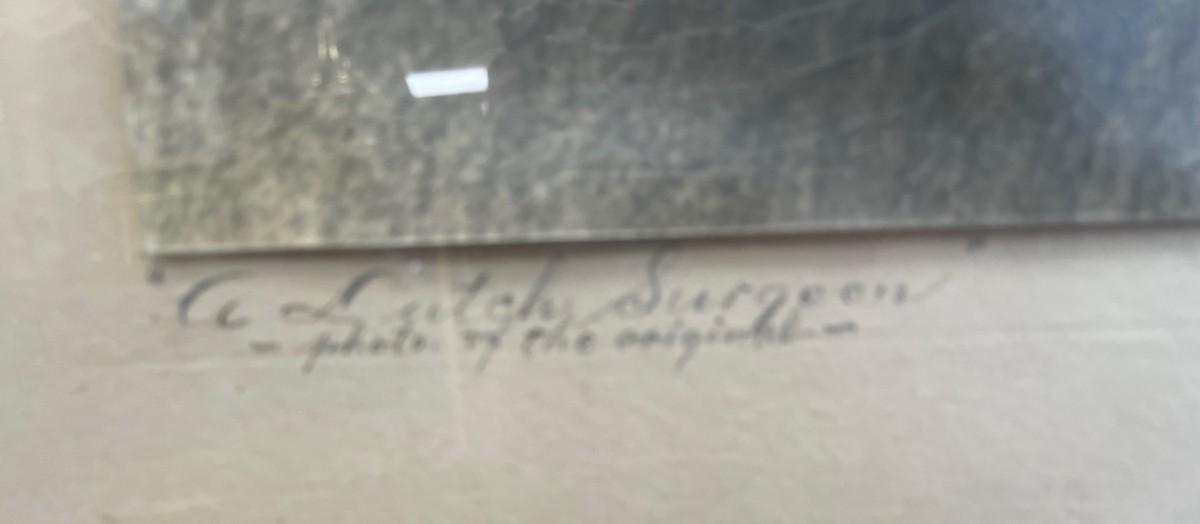 "A Dutch Surgeon"
- photo of the original -